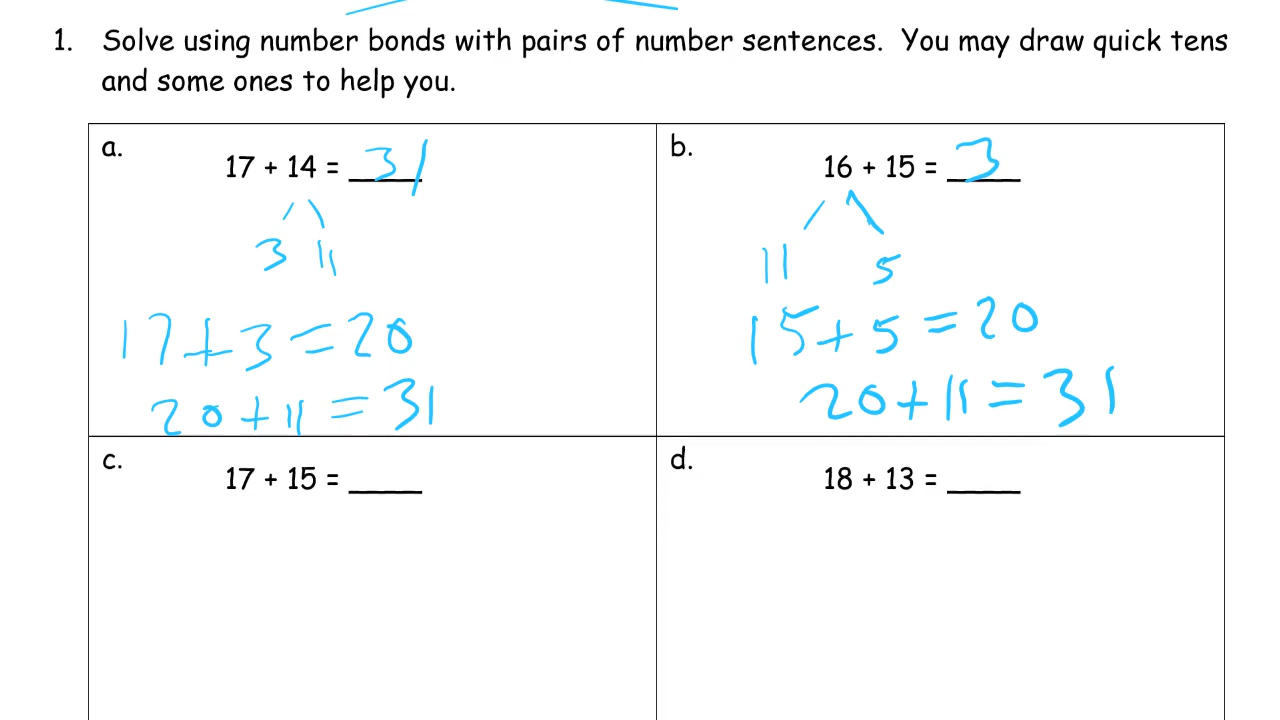 1. Solve using number bonds with pairs of number sentences. You may draw quick tens
and some ones to help you.
a. 17 + 14 = 31
3 11
17+3=20
20+11=31
b. 16 + 15 = 3
11 5
15+5=20
20+11=31
c. 17 + 15 = ____
d. 18 + 13 = ____